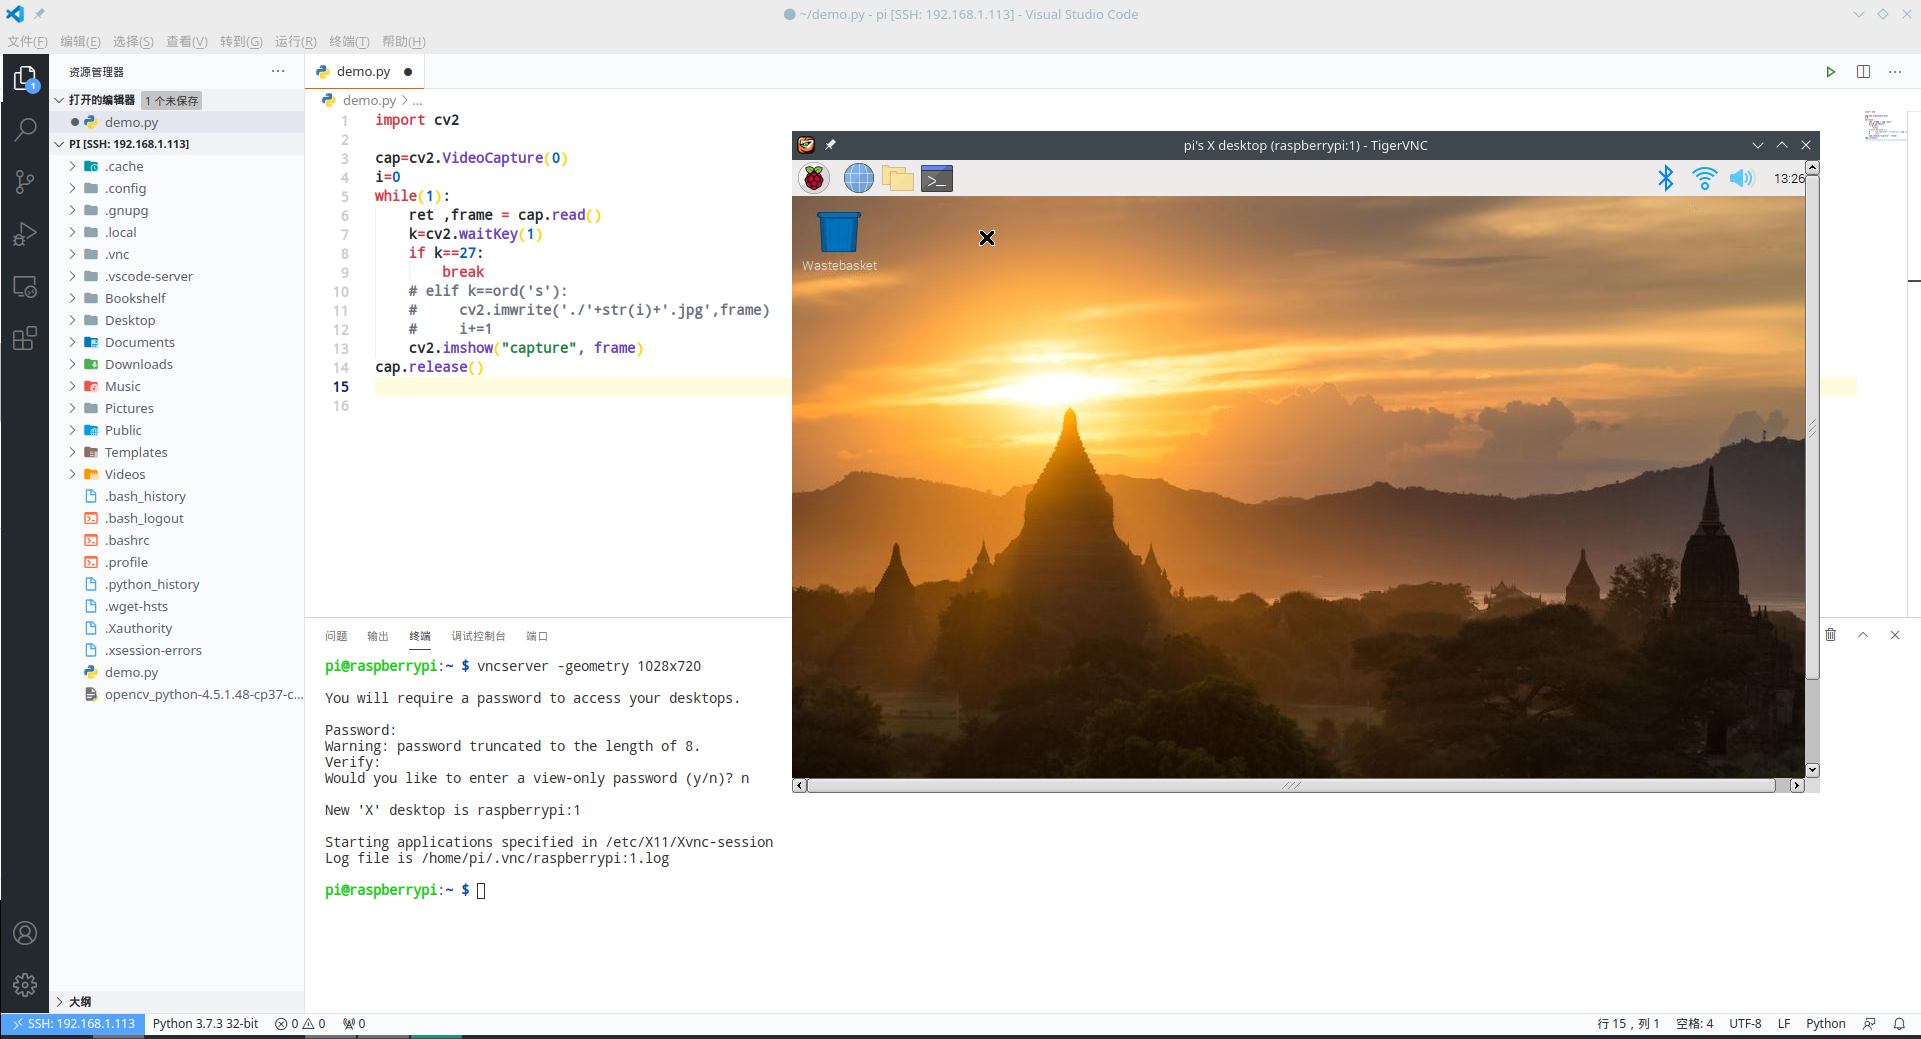 ~/demo.py - pi [SSH: 192.168.1.113] - Visual Studio Code
文件(F) 编辑(E) 选择(S) 查看(V) 转到(G) 运行(R) 终端(T) 帮助(H)
资源管理器 ···
打开的编辑器 1 个未保存
demo.py
PI [SSH: 192.168.1.113]
.cache
.config
.gnupg
.local
.vnc
.vscode-server
Bookshelf
Desktop
Documents
Downloads
Music
Pictures
Public
Templates
Videos
.bash_history
.bash_logout
.bashrc
.profile
.python_history
.wget-hsts
.Xauthority
.xsession-errors
demo.py
opencv_python-4.5.1.48-cp37-c...
大纲
demo.py
demo.py > ...
1 import cv2
2
3 cap=cv2.VideoCapture(0)
4 i=0
5 while(1):
6     ret ,frame = cap.read()
7     k=cv2.waitKey(1)
8     if k==27:
9         break
10     # elif k==ord('s'):
11     #     cv2.imwrite('./'+str(i)+'.jpg',frame)
12     #     i+=1
13     cv2.imshow("capture", frame)
14 cap.release()
15
16
pi's X desktop (raspberrypi:1) - TigerVNC
13:26
Wastebasket
问题 输出 终端 调试控制台 端口
pi@raspberrypi:~ $ vncserver -geometry 1028x720
You will require a password to access your desktops.
Password:
Warning: password truncated to the length of 8.
Verify:
Would you like to enter a view-only password (y/n)? n
New 'X' desktop is raspberrypi:1
Starting applications specified in /etc/X11/Xvnc-session
Log file is /home/pi/.vnc/raspberrypi:1.log
pi@raspberrypi:~ $
SSH: 192.168.1.113 Python 3.7.3 32-bit 0 0 0 行 15，列 1 空格: 4 UTF-8 LF Python